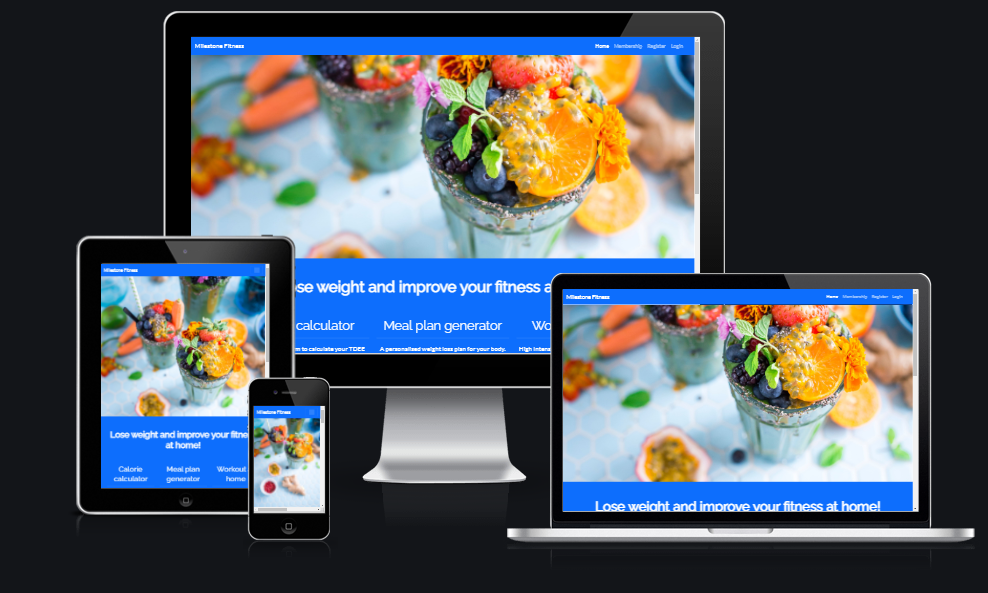 Milestone Fitness
Home Membership Register Login
ose weight and improve your fitness a
calculator Meal plan generator Wo
m to calculate your TDEE A personalised weight loss plan for your body. High Intens
Milestone Fitness
Lose weight and improve your fitne
at home!
Calorie Meal plan Workout
calculator generator home
Milestone Fitness
Milestone Fitness
Home Membership Register Login
Lose weight and improve your fitness at home!